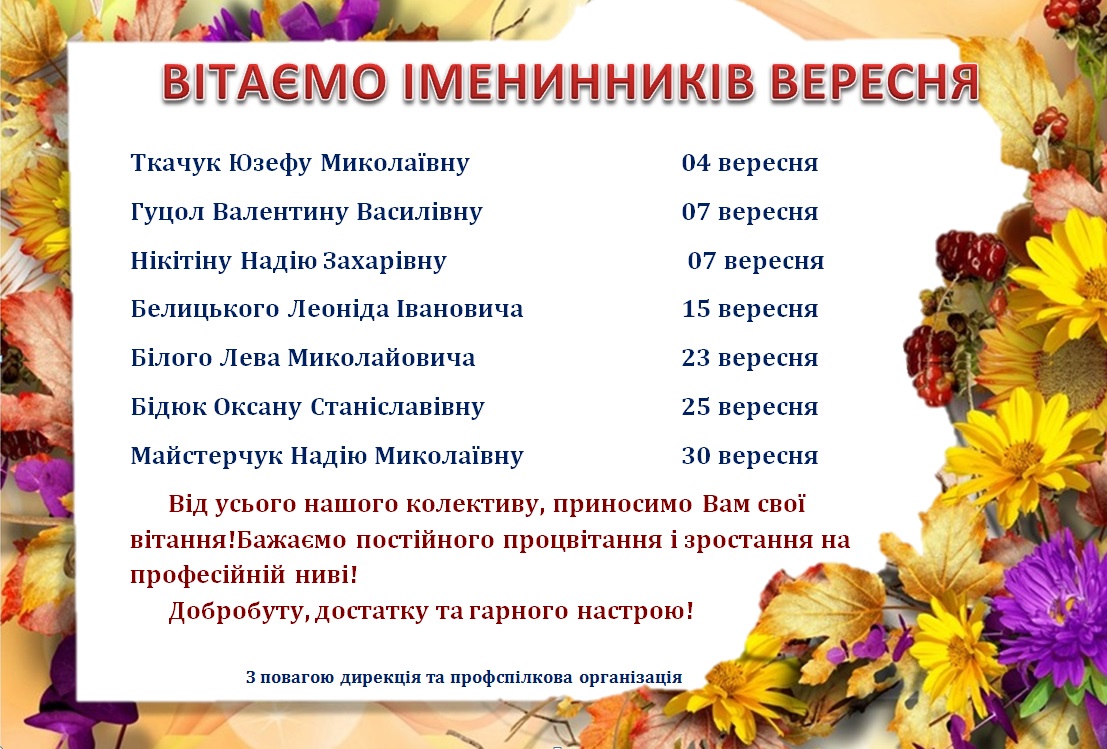 ВІТАЄМО ІМЕНИННИКІВ ВЕРЕСНЯ
Ткачук Юзефу Миколаївну 04 вересня
Гуцол Валентину Василівну 07 вересня
Нікітіну Надію Захарівну 07 вересня
Белицького Леоніда Івановича 15 вересня
Білого Лева Миколайовича 23 вересня
Бідюк Оксану Станіславівну 25 вересня
Майстерчук Надію Миколаївну 30 вересня
Від усього нашого колективу, приносимо Вам свої
вітання!Бажаємо постійного процвітання і зростання на
професійній ниві!
Добробуту, достатку та гарного настрою!
З повагою дирекція та профспілкова організація